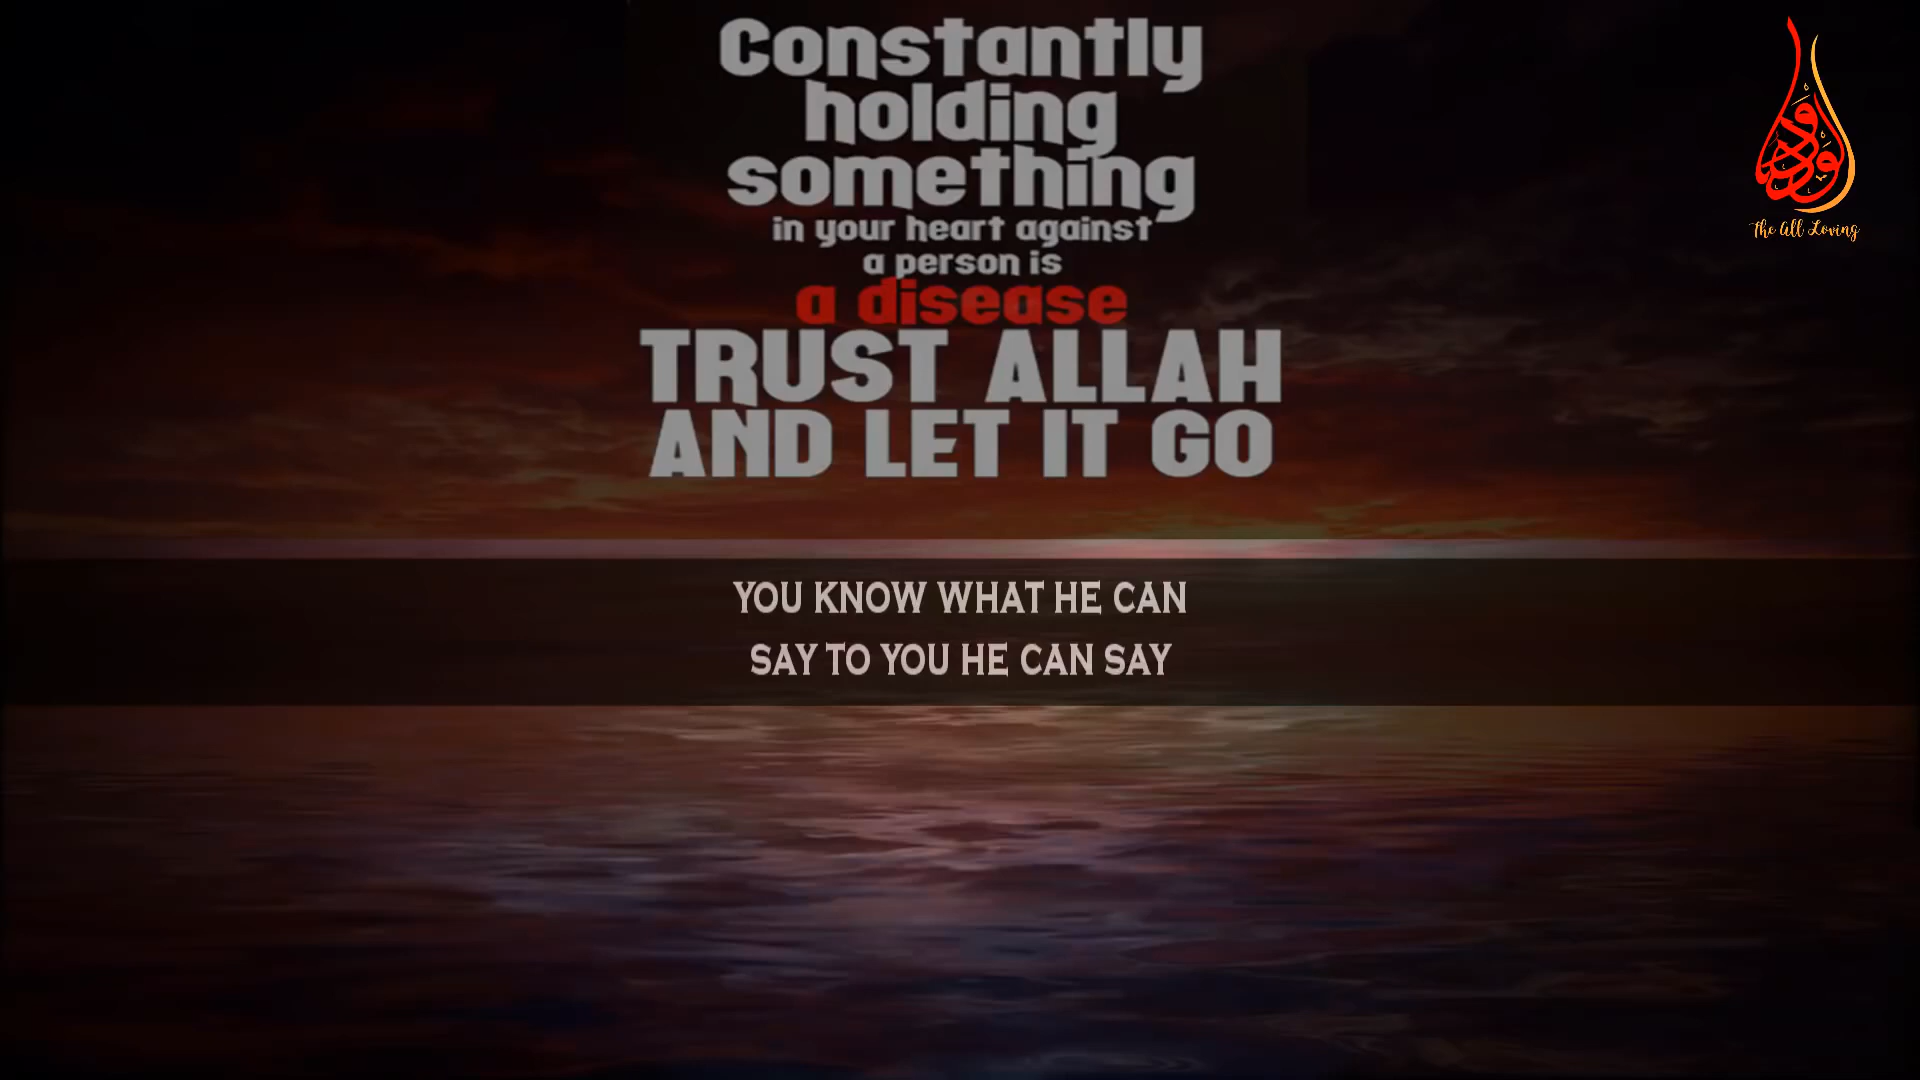 Constantly
holding
something
in your heart against
a person is
a disease
TRUST ALLAH
AND LET IT GO
The All Loving
YOU KNOW WHAT HE CAN
SAY TO YOU HE CAN SAY